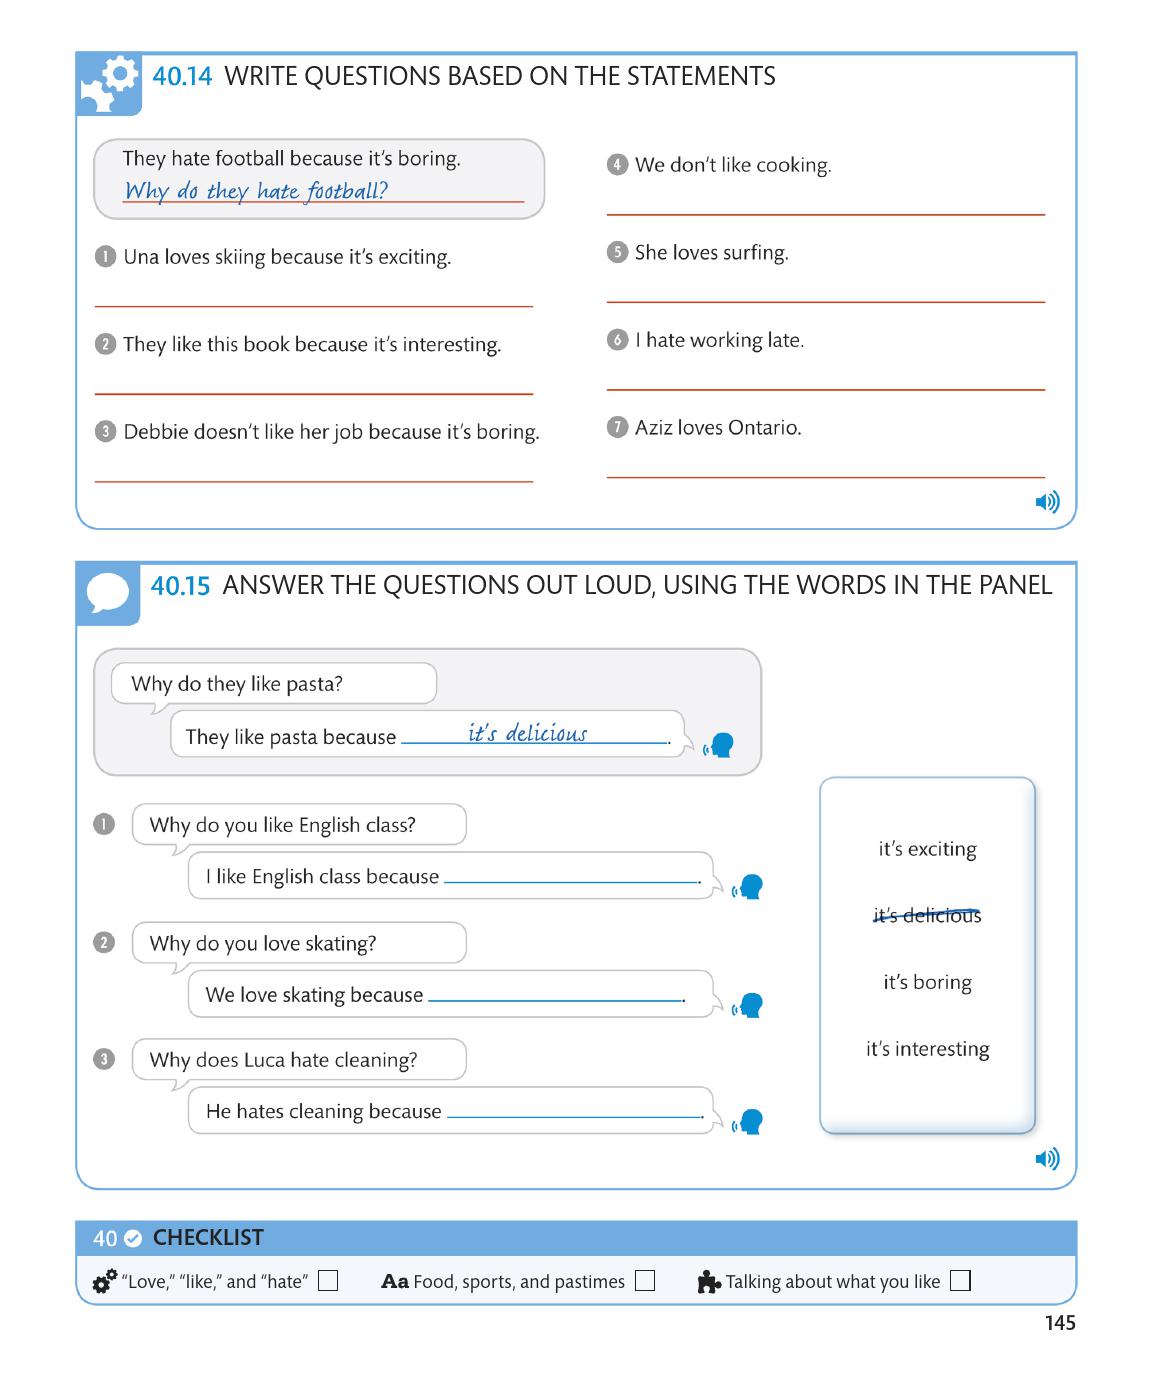 40.14 WRITE QUESTIONS BASED ON THE STATEMENTS
They hate football because it's boring.
Why do they hate football?
1 Una loves skiing because it's exciting.
2 They like this book because it's interesting.
3 Debbie doesn't like her job because it's boring.
4 We don't like cooking.
5 She loves surfing.
6 I hate working late.
7 Aziz loves Ontario.
40.15 ANSWER THE QUESTIONS OUT LOUD, USING THE WORDS IN THE PANEL
Why do they like pasta?
They like pasta because it's delicious.
1 Why do you like English class?
I like English class because .
2 Why do you love skating?
We love skating because .
3 Why does Luca hate cleaning?
He hates cleaning because .
it's exciting
it's delicious
it's boring
it's interesting
40 CHECKLIST
"Love," "like," and "hate" Aa Food, sports, and pastimes Talking about what you like
145